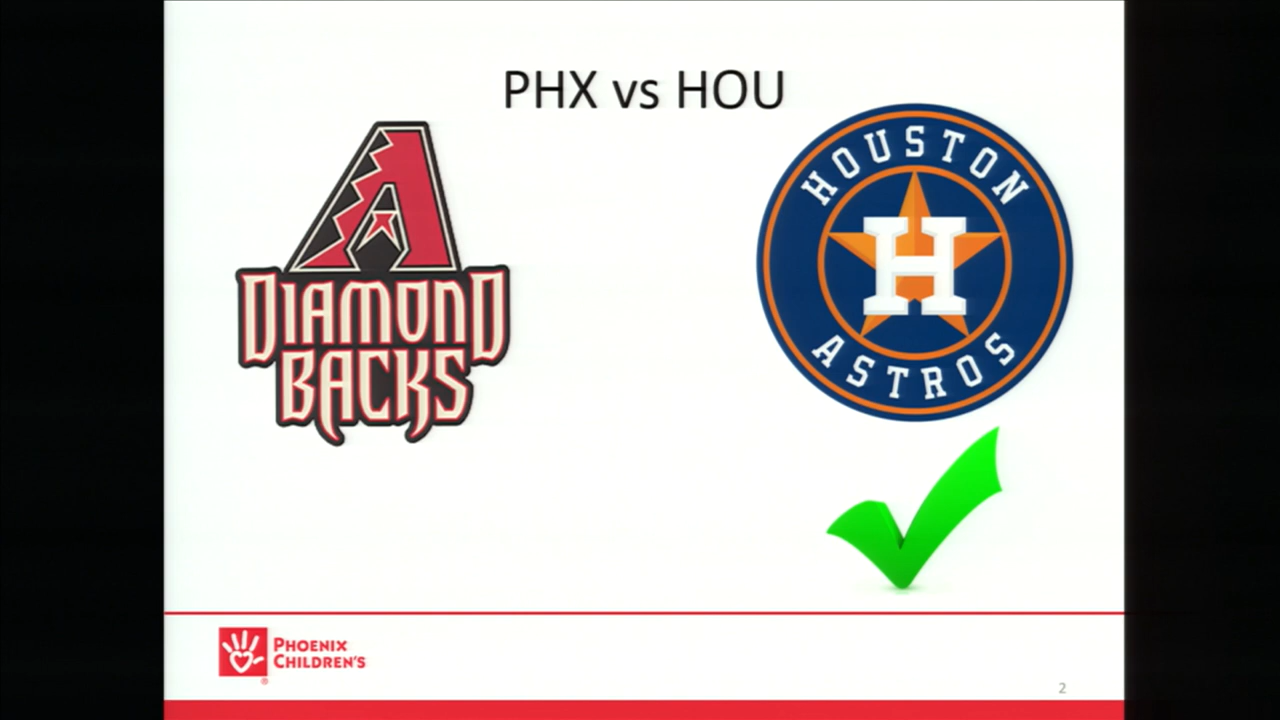 PHX vs HOU
A
DIAMOND
BACKS
HOUSTON
H
ASTROS
PHOENIX
CHILDREN'S
®
2